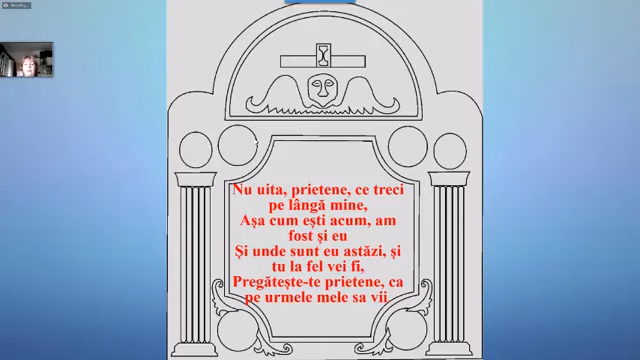 Nu uita, prietene, ce treci
pe lângă mine,
Așa cum ești acum, am
fost și eu
Și unde sunt eu astăzi, și
tu la fel vei fi,
Pregătește-te prietene, ca
pe urmele mele sa vii